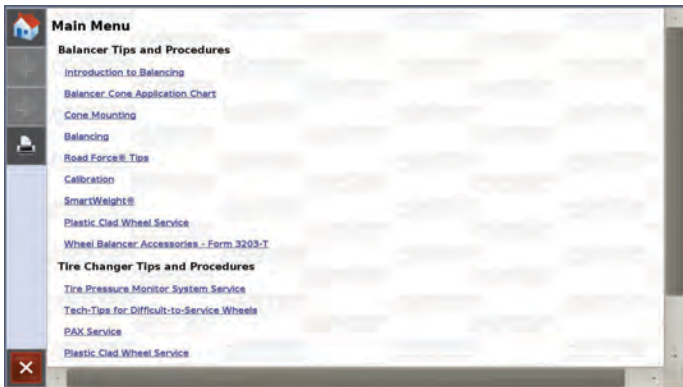 Main Menu
Balancer Tips and Procedures
Introduction to Balancing
Balancer Cone Application Chart
Cone Mounting
Balancing
Road Force® Tips
Calibration
SmartWeight®
Plastic Clad Wheel Service
Wheel Balancer Accessories - Form 3203-T
Tire Changer Tips and Procedures
Tire Pressure Monitor System Service
Tech-Tips for Difficult-to-Service Wheels
PAX Service
Plastic Clad Wheel Service